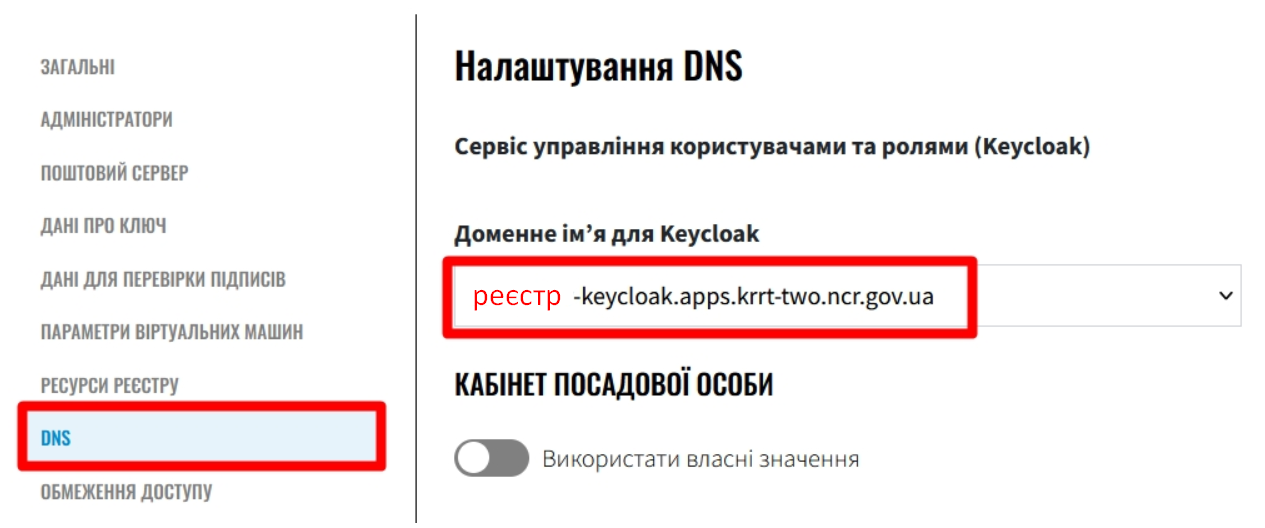 ЗАГАЛЬНІ
АДМІНІСТРАТОРИ
ПОШТОВИЙ СЕРВЕР
ДАНІ ПРО КЛЮЧ
ДАНІ ДЛЯ ПЕРЕВІРКИ ПІДПИСІВ
ПАРАМЕТРИ ВІРТУАЛЬНИХ МАШИН
РЕСУРСИ РЕЄСТРУ
DNS
ОБМЕЖЕННЯ ДОСТУПУ
Налаштування DNS
Сервіс управління користувачами та ролями (Keycloak)
Доменне ім’я для Keycloak
реєстр -keycloak.apps.krrt-two.ncr.gov.ua
КАБІНЕТ ПОСАДОВОЇ ОСОБИ
Використати власні значення